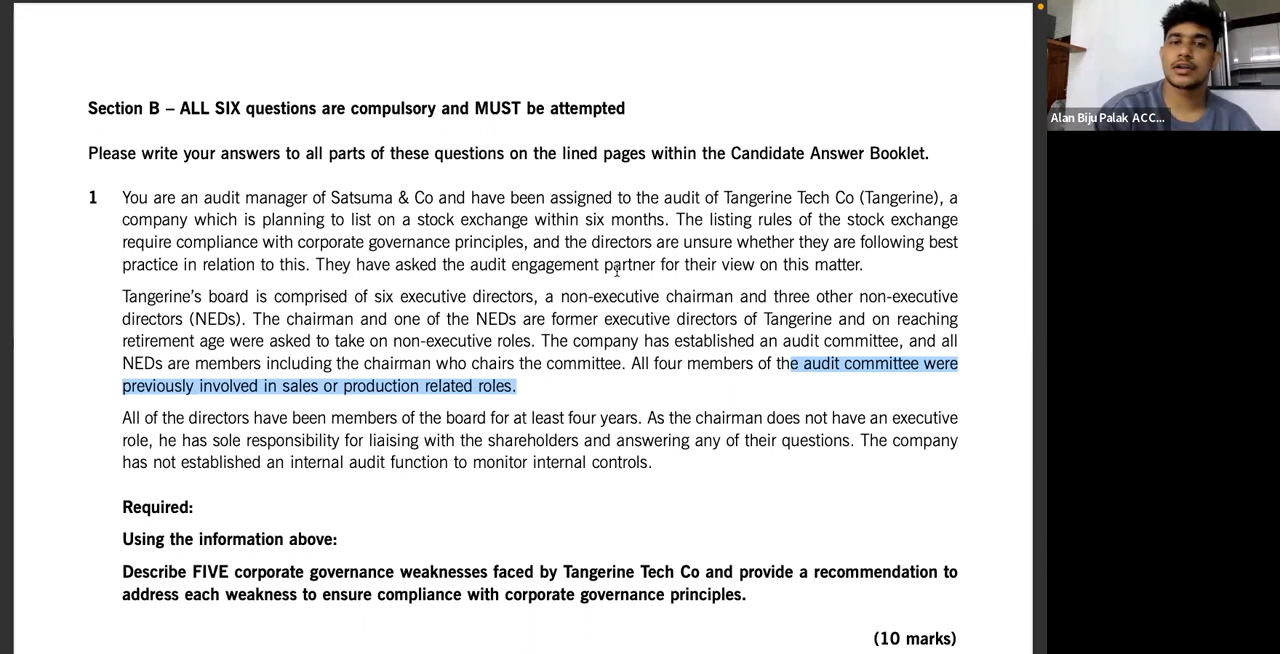 Section B – ALL SIX questions are compulsory and MUST be attempted
Please write your answers to all parts of these questions on the lined pages within the Candidate Answer Booklet.
1 You are an audit manager of Satsuma & Co and have been assigned to the audit of Tangerine Tech Co (Tangerine), a
company which is planning to list on a stock exchange within six months. The listing rules of the stock exchange
require compliance with corporate governance principles, and the directors are unsure whether they are following best
practice in relation to this. They have asked the audit engagement partner for their view on this matter.
Tangerine's board is comprised of six executive directors, a non-executive chairman and three other non-executive
directors (NEDs). The chairman and one of the NEDs are former executive directors of Tangerine and on reaching
retirement age were asked to take on non-executive roles. The company has established an audit committee, and all
NEDs are members including the chairman who chairs the committee. All four members of the audit committee were
previously involved in sales or production related roles.
All of the directors have been members of the board for at least four years. As the chairman does not have an executive
role, he has sole responsibility for liaising with the shareholders and answering any of their questions. The company
has not established an internal audit function to monitor internal controls.
Required:
Using the information above:
Describe FIVE corporate governance weaknesses faced by Tangerine Tech Co and provide a recommendation to
address each weakness to ensure compliance with corporate governance principles.
(10 marks)
Alan Biju Palak ACC...